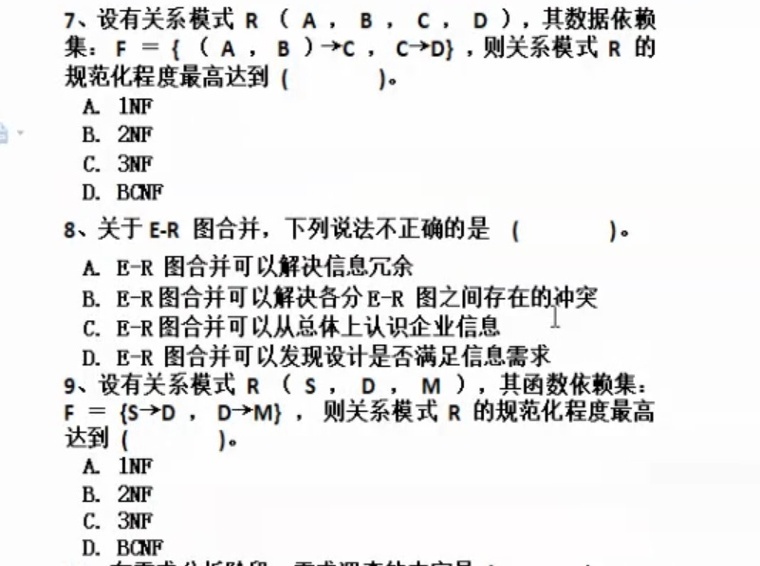 7、设有关系模式 R （ A ， B ， C ， D ），其数据依赖
集： F ＝ {（ A ， B ）→C ， C→D} ，则关系模式 R 的
规范化程度最高达到（    ）。
A. 1NF
B. 2NF
C. 3NF
D. BCNF
8、关于 E-R 图合并，下列说法不正确的是 （    ）。
A. E-R 图合并可以解决信息冗余
B. E-R图合并可以解决各分E-R 图之间存在的冲突
C. E-R图合并可以从总体上认识企业信息
D. E-R 图合并可以发现设计是否满足信息需求
9、设有关系模式 R （ S ， D ， M ），其函数依赖集：
F ＝ {S→D ， D→M} ， 则关系模式 R 的规范化程度最高
达到（    ）。
A. 1NF
B. 2NF
C. 3NF
D. BCNF